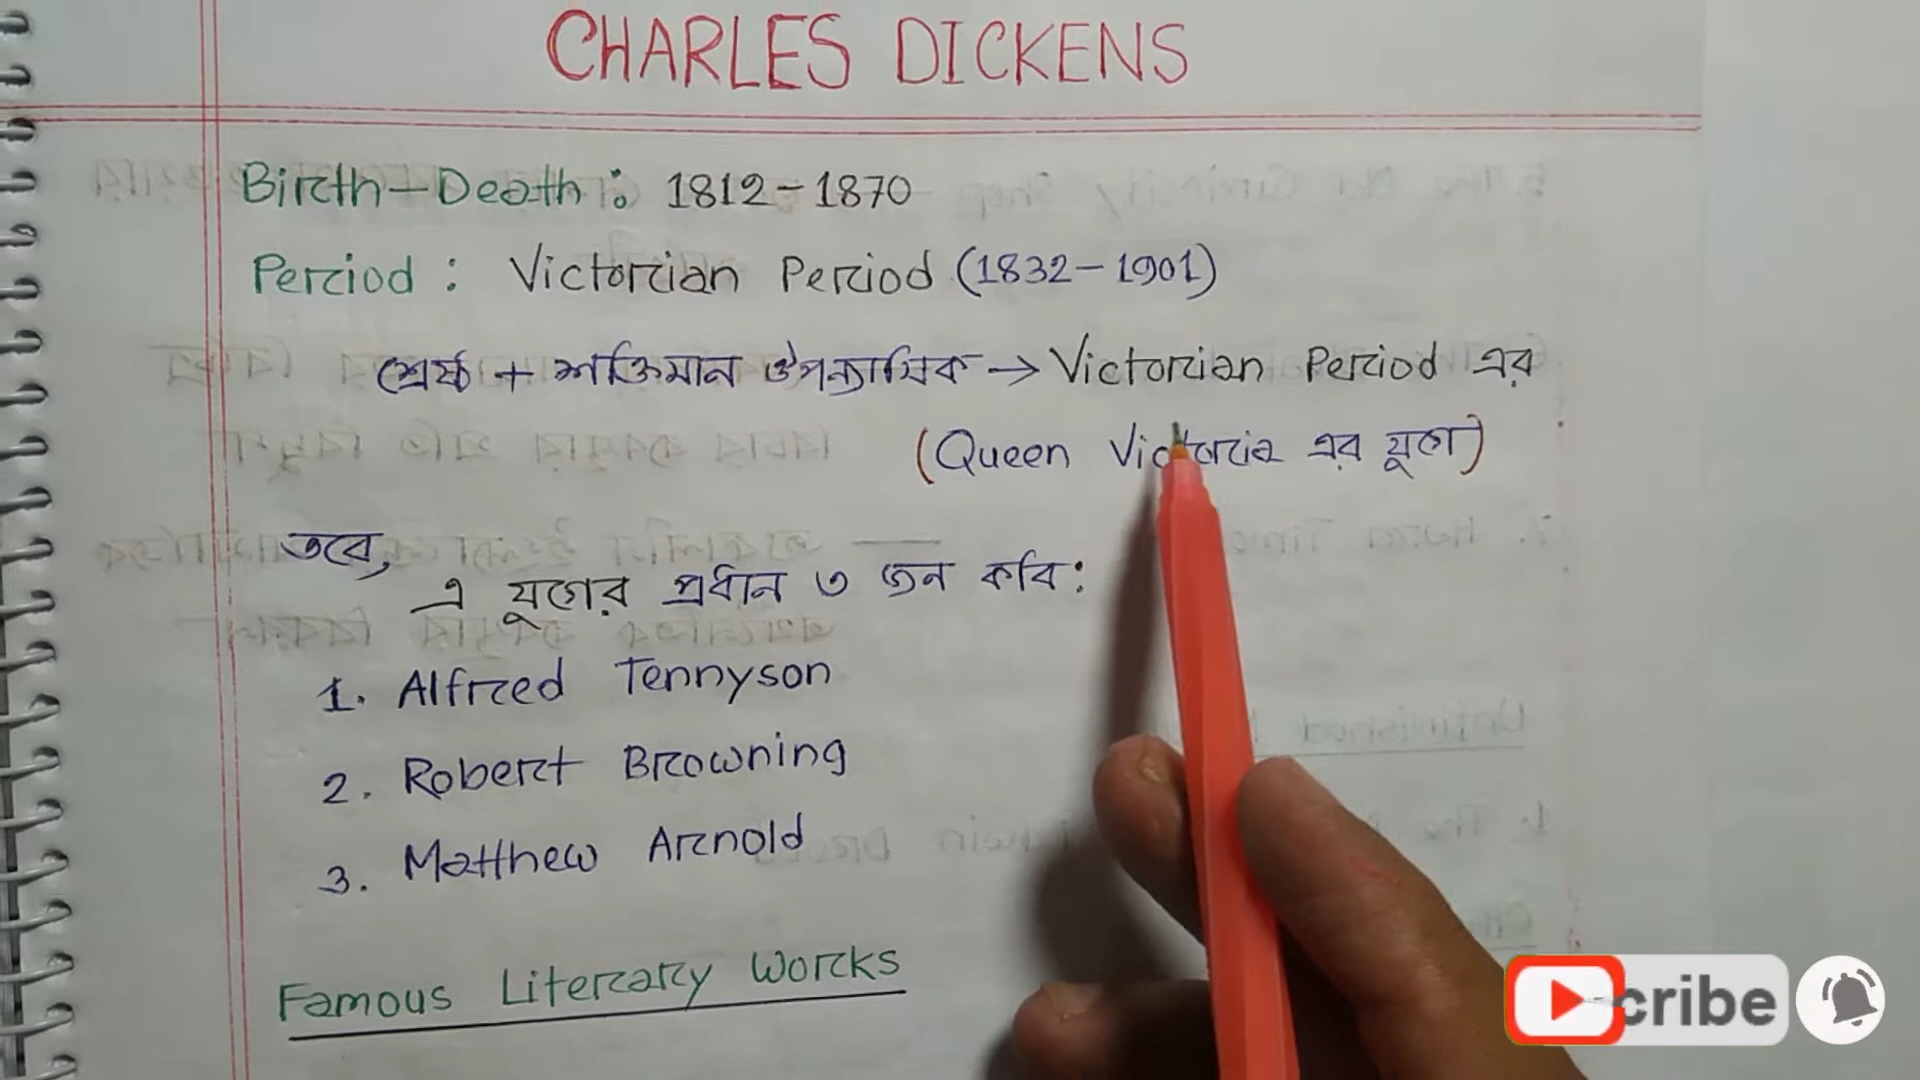 CHARLES DICKENS
Birth-Death : 1812-1870
Period : Victorian Period (1832-1901)
শ্রেষ্ঠ + শক্তিমান ঔপন্যাসিক → Victorian Period এর
(Queen Victoria এর যুগে)
তবে,
এ যুগের প্রধান ৩ জন কবি:
1. Alfred Tennyson
2. Robert Browning
3. Matthew Arnold
Famous Literary Works
cribe